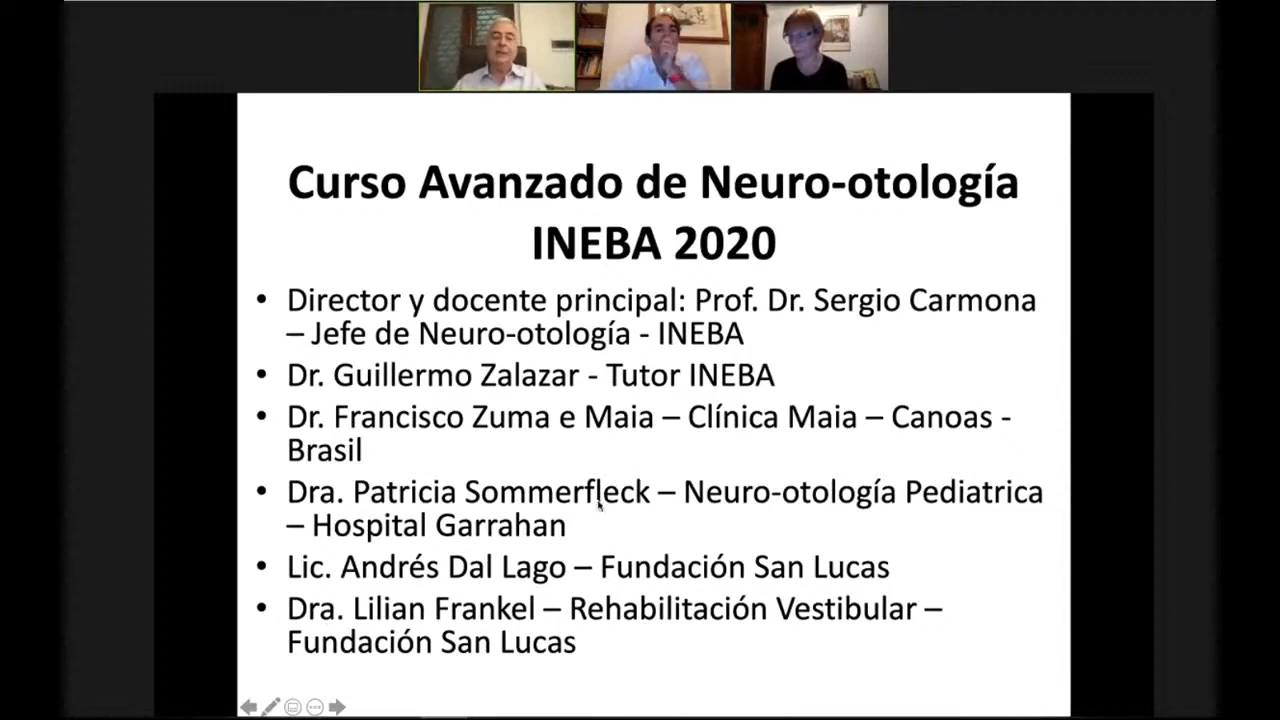 Curso Avanzado de Neuro-otología
INEBA 2020
• Director y docente principal: Prof. Dr. Sergio Carmona
– Jefe de Neuro-otología - INEBA
• Dr. Guillermo Zalazar - Tutor INEBA
• Dr. Francisco Zuma e Maia – Clínica Maia – Canoas -
Brasil
• Dra. Patricia Sommerfleck – Neuro-otología Pediatrica
– Hospital Garrahan
• Lic. Andrés Dal Lago – Fundación San Lucas
• Dra. Lilian Frankel – Rehabilitación Vestibular –
Fundación San Lucas